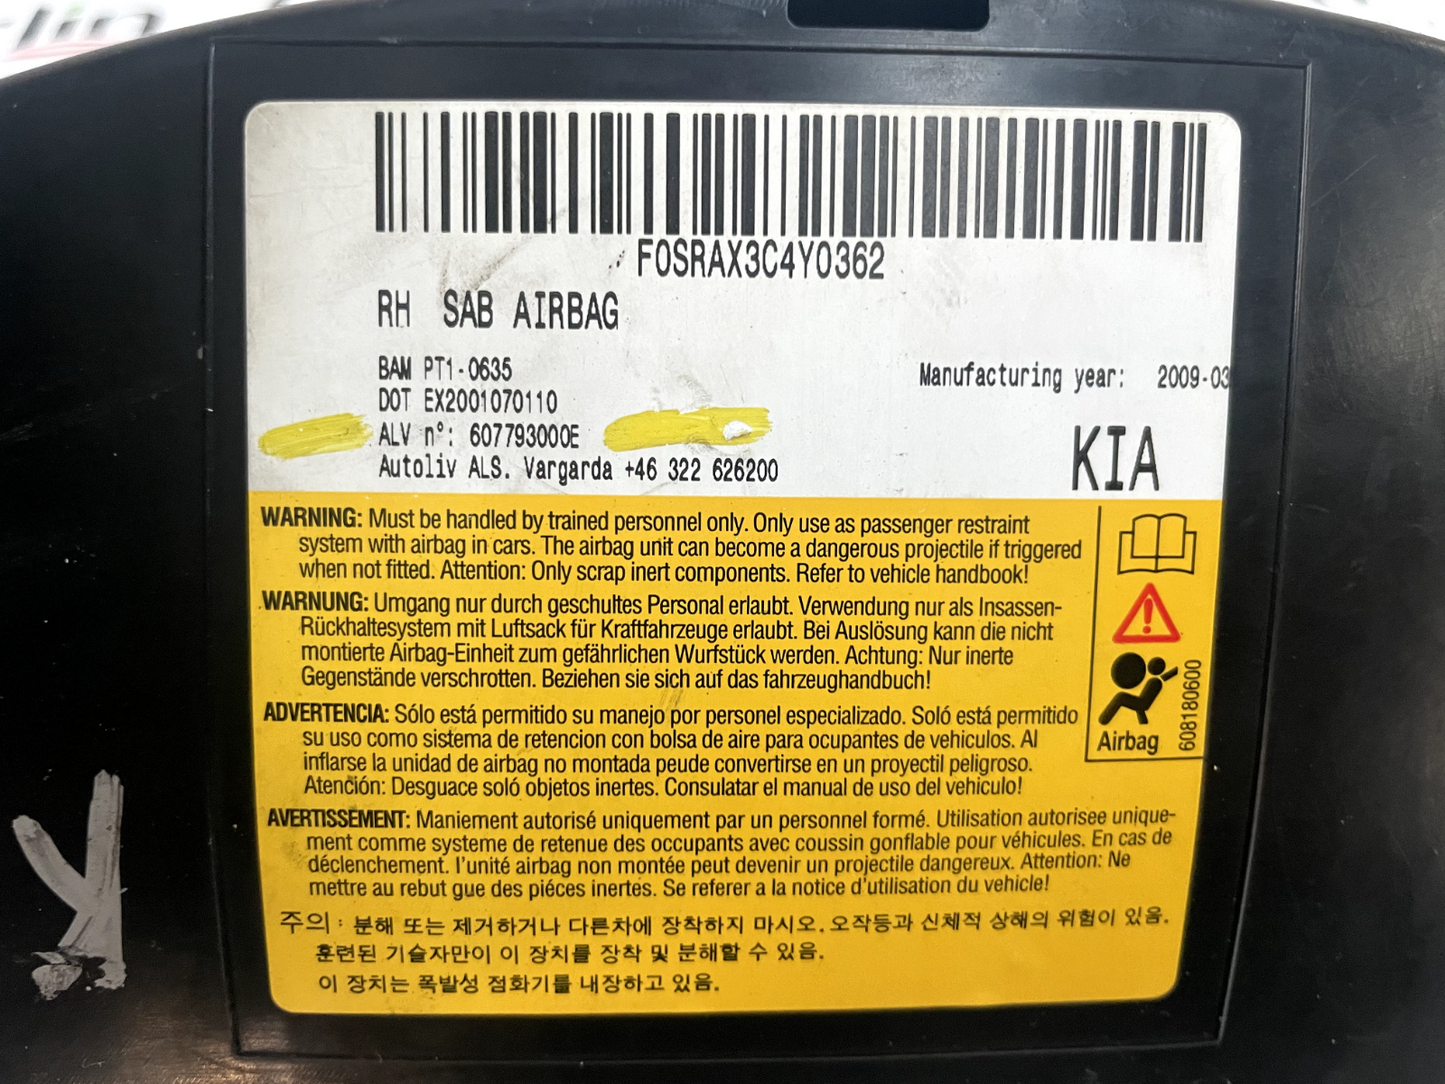 lin
F0SRAX3C4Y0362
RH SAB AIRBAG
BAM PT1-0635
Manufacturing year: 2009-03
DOT EX2001070110
ALV n°: 607793000E
KIA
Autoliv ALS. Vargarda +46 322 626200
WARNING: Must be handled by trained personnel only. Only use as passenger restraint
system with airbag in cars. The airbag unit can become a dangerous projectile if triggered
when not fitted. Attention: Only scrap inert components. Refer to vehicle handbook!
WARNUNG: Umgang nur durch geschultes Personal erlaubt. Verwendung nur als Insassen-
Rückhaltesystem mit Luftsack für Kraftfahrzeuge erlaubt. Bei Auslösung kann die nicht
montierte Airbag-Einheit zum gefährlichen Wurfstück werden. Achtung: Nur inerte
Gegenstände verschrotten. Beziehen sie sich auf das fahrzeughandbuch!
ADVERTENCIA: Sólo está permitido su manejo por personel especializado. Soló está permitido
su uso como sistema de retencion con bolsa de aire para ocupantes de vehiculos. Al
inflarse la unidad de airbag no montada peude convertirse en un proyectil peligroso.
Atención: Desguace soló objetos inertes. Consulatar el manual de uso del vehiculo!
AVERTISSEMENT: Maniement autorisé uniquement par un personnel formé. Utilisation autorisee unique-
ment comme systeme de retenue des occupants avec coussin gonflable pour véhicules. En cas de
déclenchement. l'unité airbag non montée peut devenir un projectile dangereux. Attention: Ne
mettre au rebut gue des piéces inertes. Se referer a la notice d'utilisation du vehicle!
주의 : 분해 또는 제거하거나 다른차에 장착하지 마시오. 오작등과 신체적 상해의 위험이 있음.
훈련된 기술자만이 이 장치를 장착 및 분해할 수 있음.
이 장치는 폭발성 점화기를 내장하고 있음.
Airbag
608180600